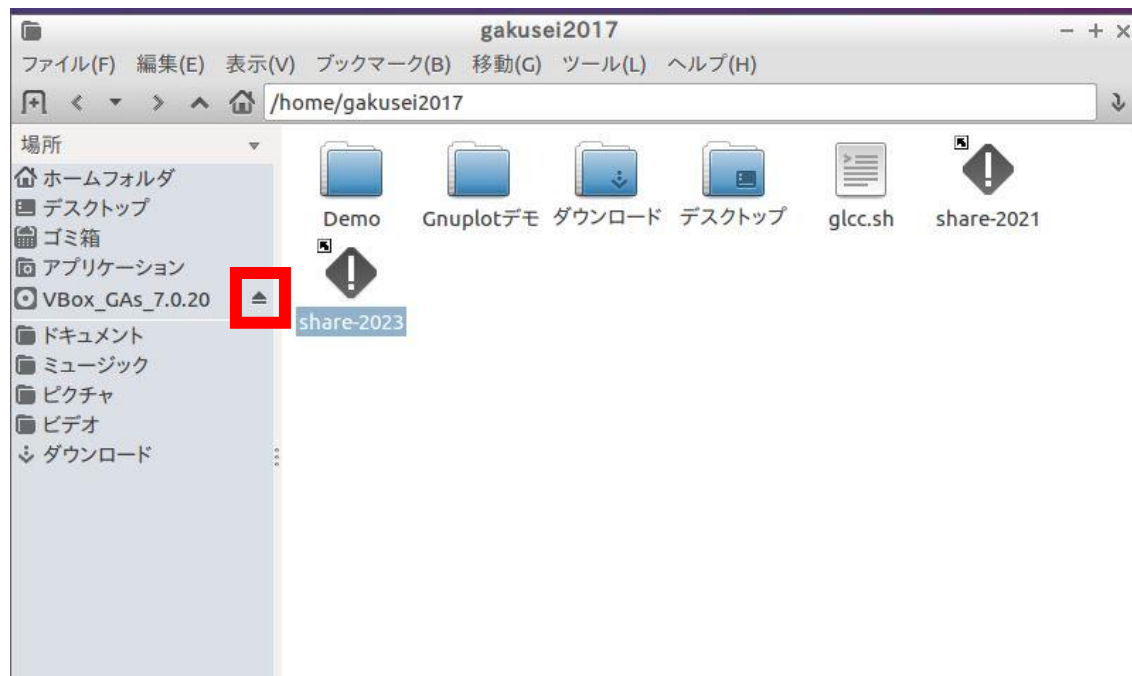 gakusei2017
ファイル(F) 編集(E) 表示(V) ブックマーク(B) 移動(G) ツール(L) ヘルプ(H)
/home/gakusei2017
場所
ホームフォルダ
デスクトップ
ゴミ箱
アプリケーション
VBox_GAs_7.0.20
ドキュメント
ミュージック
ピクチャ
ビデオ
ダウンロード
Demo Gnuplotデモ ダウンロード デスクトップ glcc.sh share-2021
share-2023